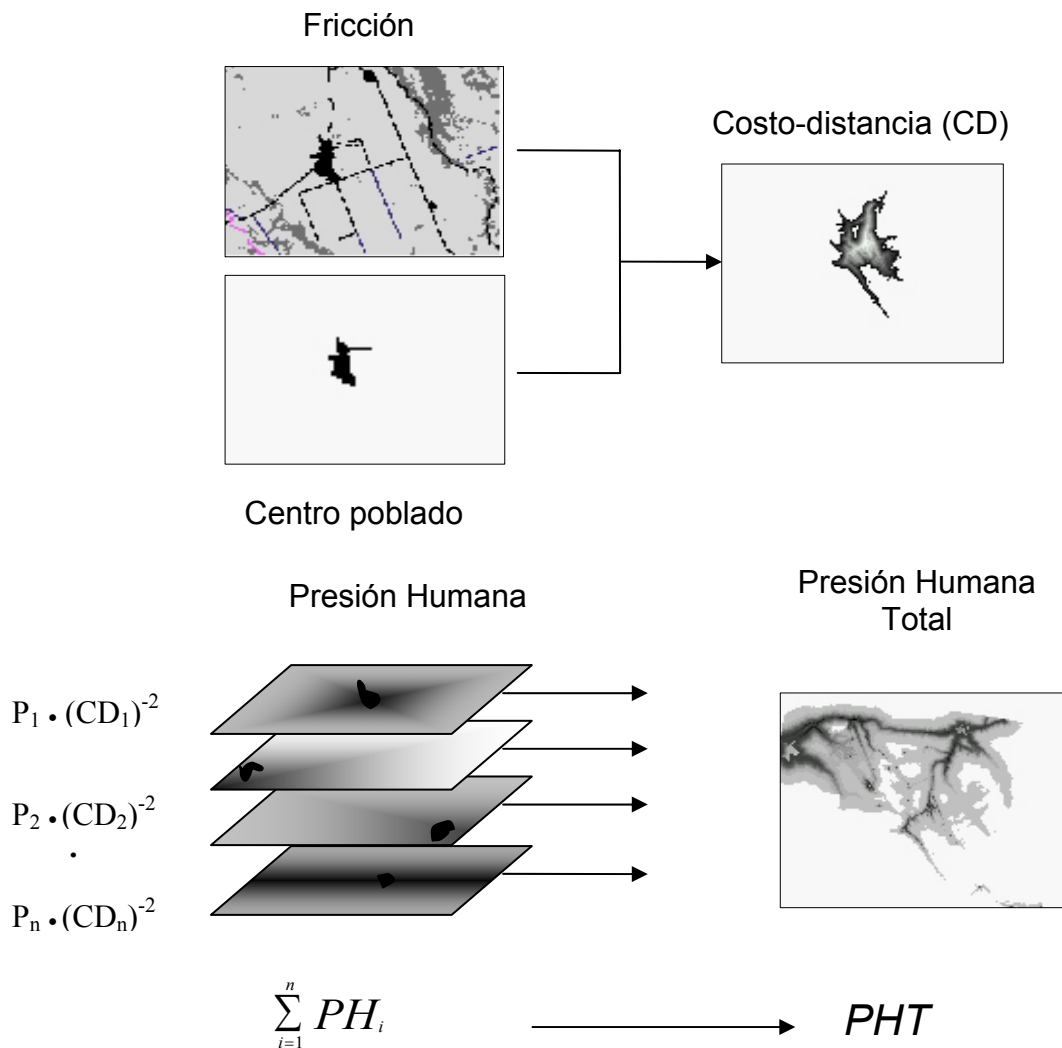 Fricción
Costo-distancia (CD)
Centro poblado
Presión Humana
Presión Humana
Total
P₁ • (CD₁)⁻²
P₂ • (CD₂)⁻²
.
Pₙ • (CDₙ)⁻²
n
∑ PHᵢ
i=1
PHT